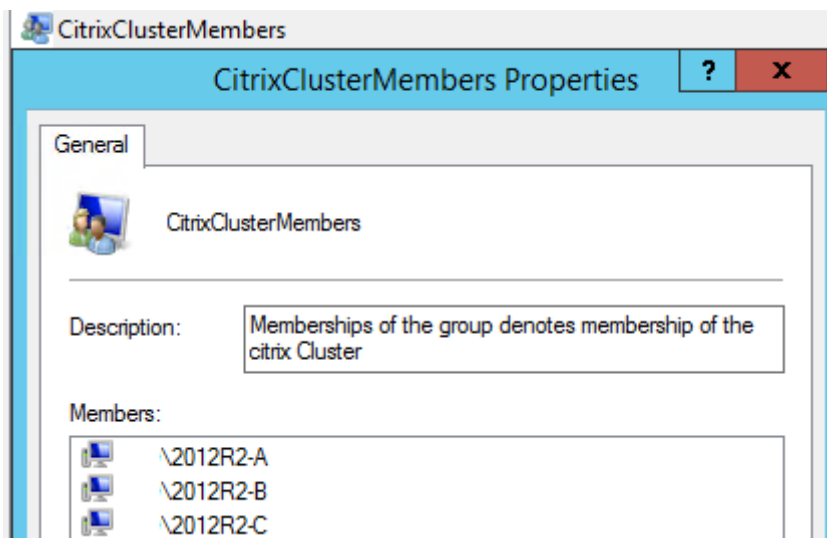 CitrixClusterMembers
CitrixClusterMembers Properties
?
x
General
CitrixClusterMembers
Description:
Memberships of the group denotes membership of the
citrix Cluster
Members:
\2012R2-A
\2012R2-B
\2012R2-C